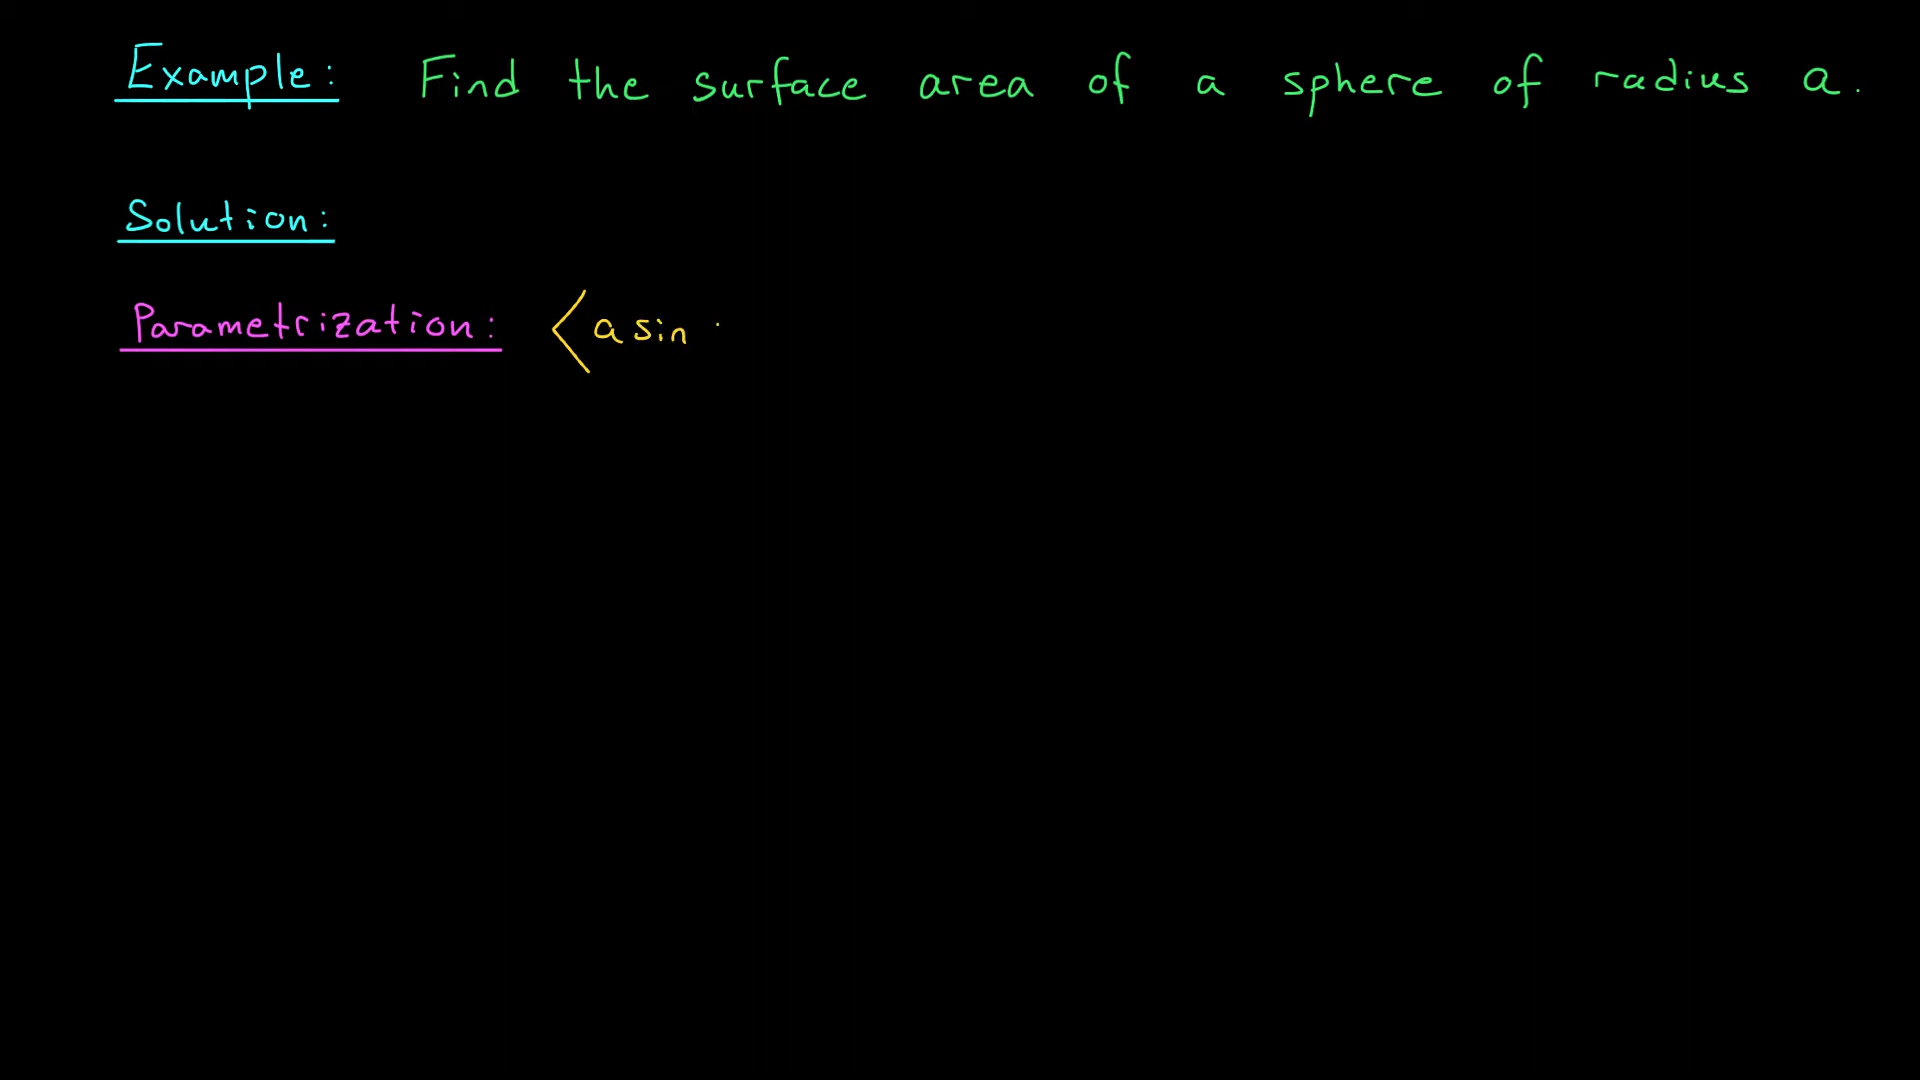 Example: Find the surface area of a sphere of radius a.
Solution:
Parametrization: ⟨a sin